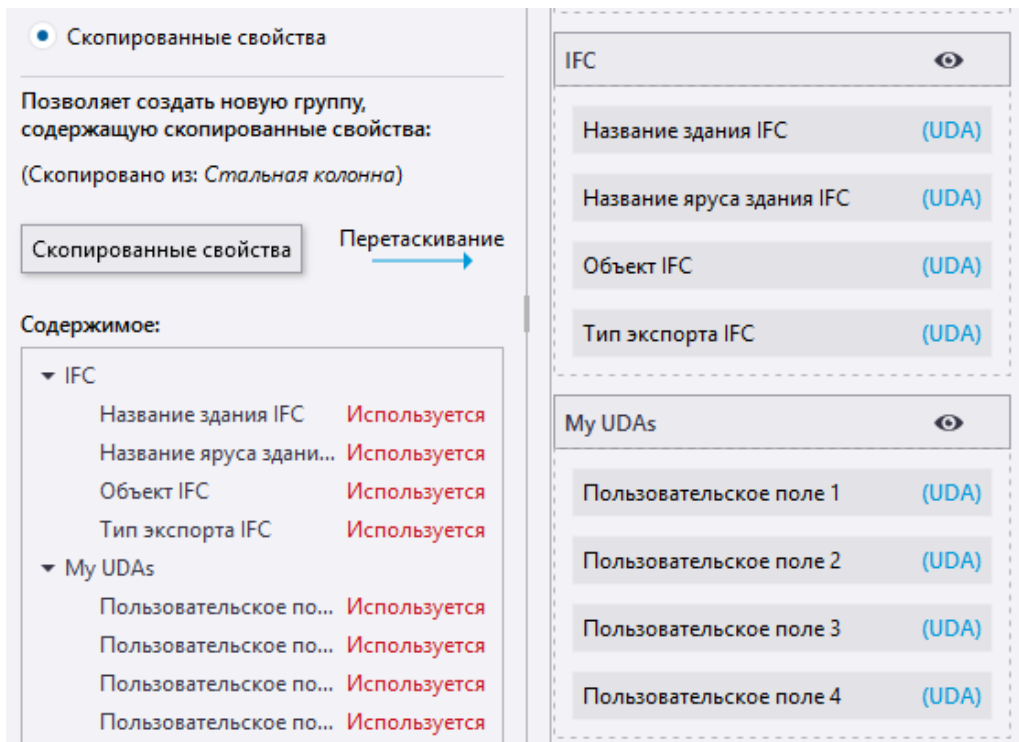 Скопированные свойства
Позволяет создать новую группу,
содержащую скопированные свойства:
(Скопировано из: Стальная колонна)
Скопированные свойства
Перетаскивание
Содержимое:
IFC
Название здания IFC Используется
Название яруса здани... Используется
Объект IFC Используется
Тип экспорта IFC Используется
My UDAs
Пользовательское по... Используется
Пользовательское по... Используется
Пользовательское по... Используется
Пользовательское по... Используется
IFC
Название здания IFC (UDA)
Название яруса здания IFC (UDA)
Объект IFC (UDA)
Тип экспорта IFC (UDA)
My UDAs
Пользовательское поле 1 (UDA)
Пользовательское поле 2 (UDA)
Пользовательское поле 3 (UDA)
Пользовательское поле 4 (UDA)